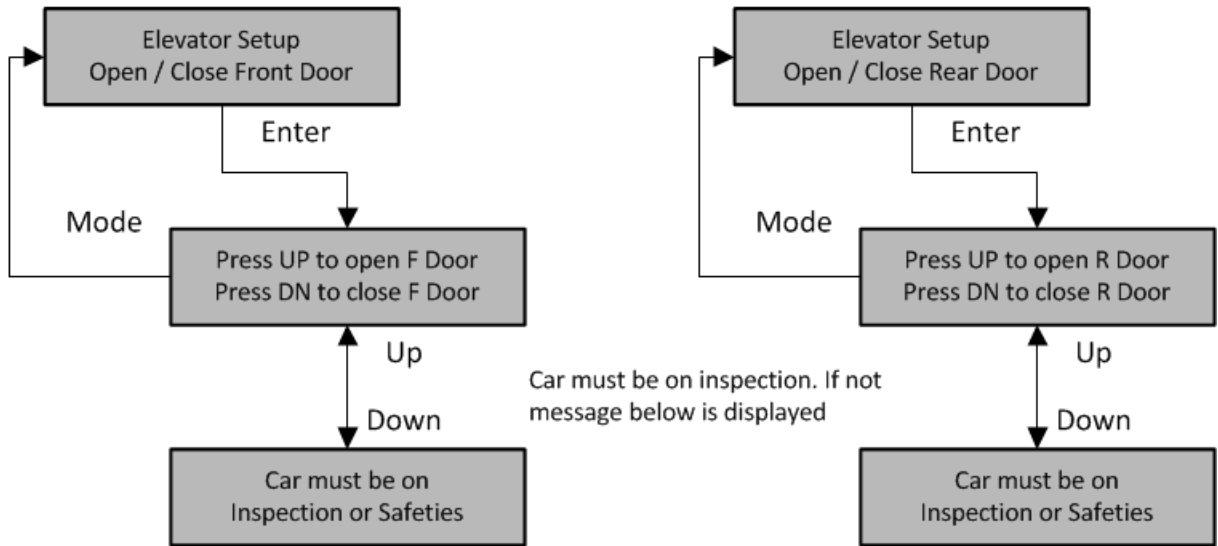 Elevator Setup
Open / Close Front Door
Enter
Mode
Press UP to open F Door
Press DN to close F Door
Up
Down
Car must be on
Inspection or Safeties
Car must be on inspection. If not
message below is displayed
Elevator Setup
Open / Close Rear Door
Enter
Mode
Press UP to open R Door
Press DN to close R Door
Up
Down
Car must be on
Inspection or Safeties